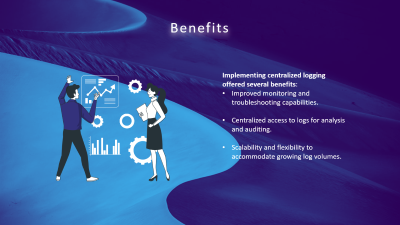 Benefits
Implementing centralized logging
offered several benefits:
• Improved monitoring and
troubleshooting capabilities.
• Centralized access to logs for analysis
and auditing.
• Scalability and flexibility to
accommodate growing log volumes.